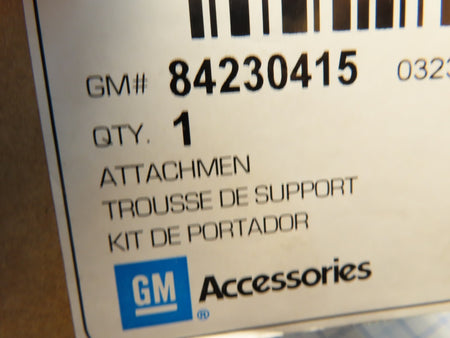 GM# 84230415 0323
QTY. 1
ATTACHMEN
TROUSSE DE SUPPORT
KIT DE PORTADOR
GM Accessories
®